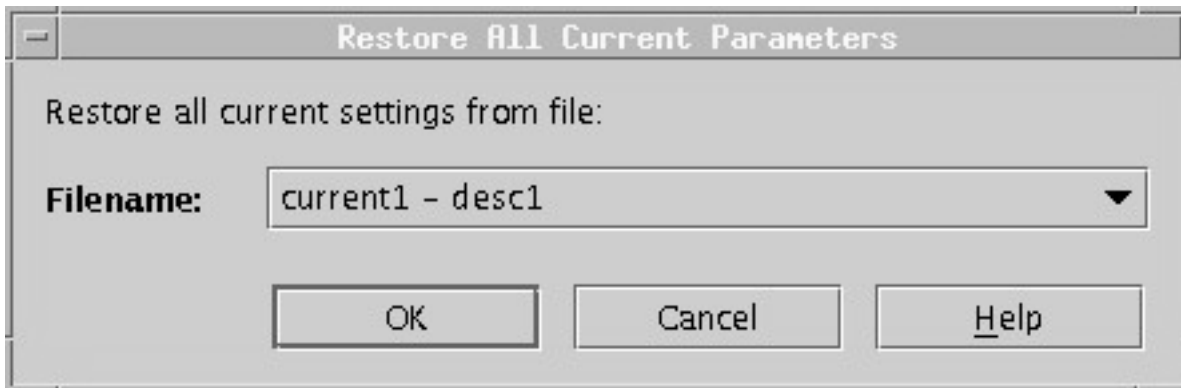 Restore All Current Parameters
Restore all current settings from file:
Filename: current1 – desc1
OK Cancel Help